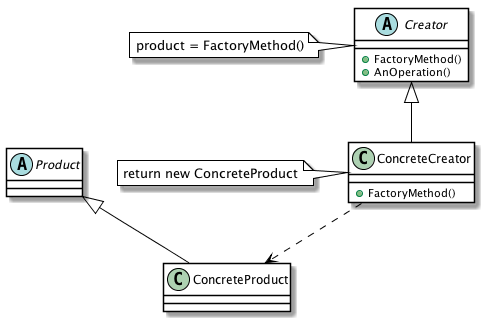 A Creator
product = FactoryMethod()
FactoryMethod()
AnOperation()
A Product
return new ConcreteProduct
C ConcreteCreator
FactoryMethod()
C ConcreteProduct